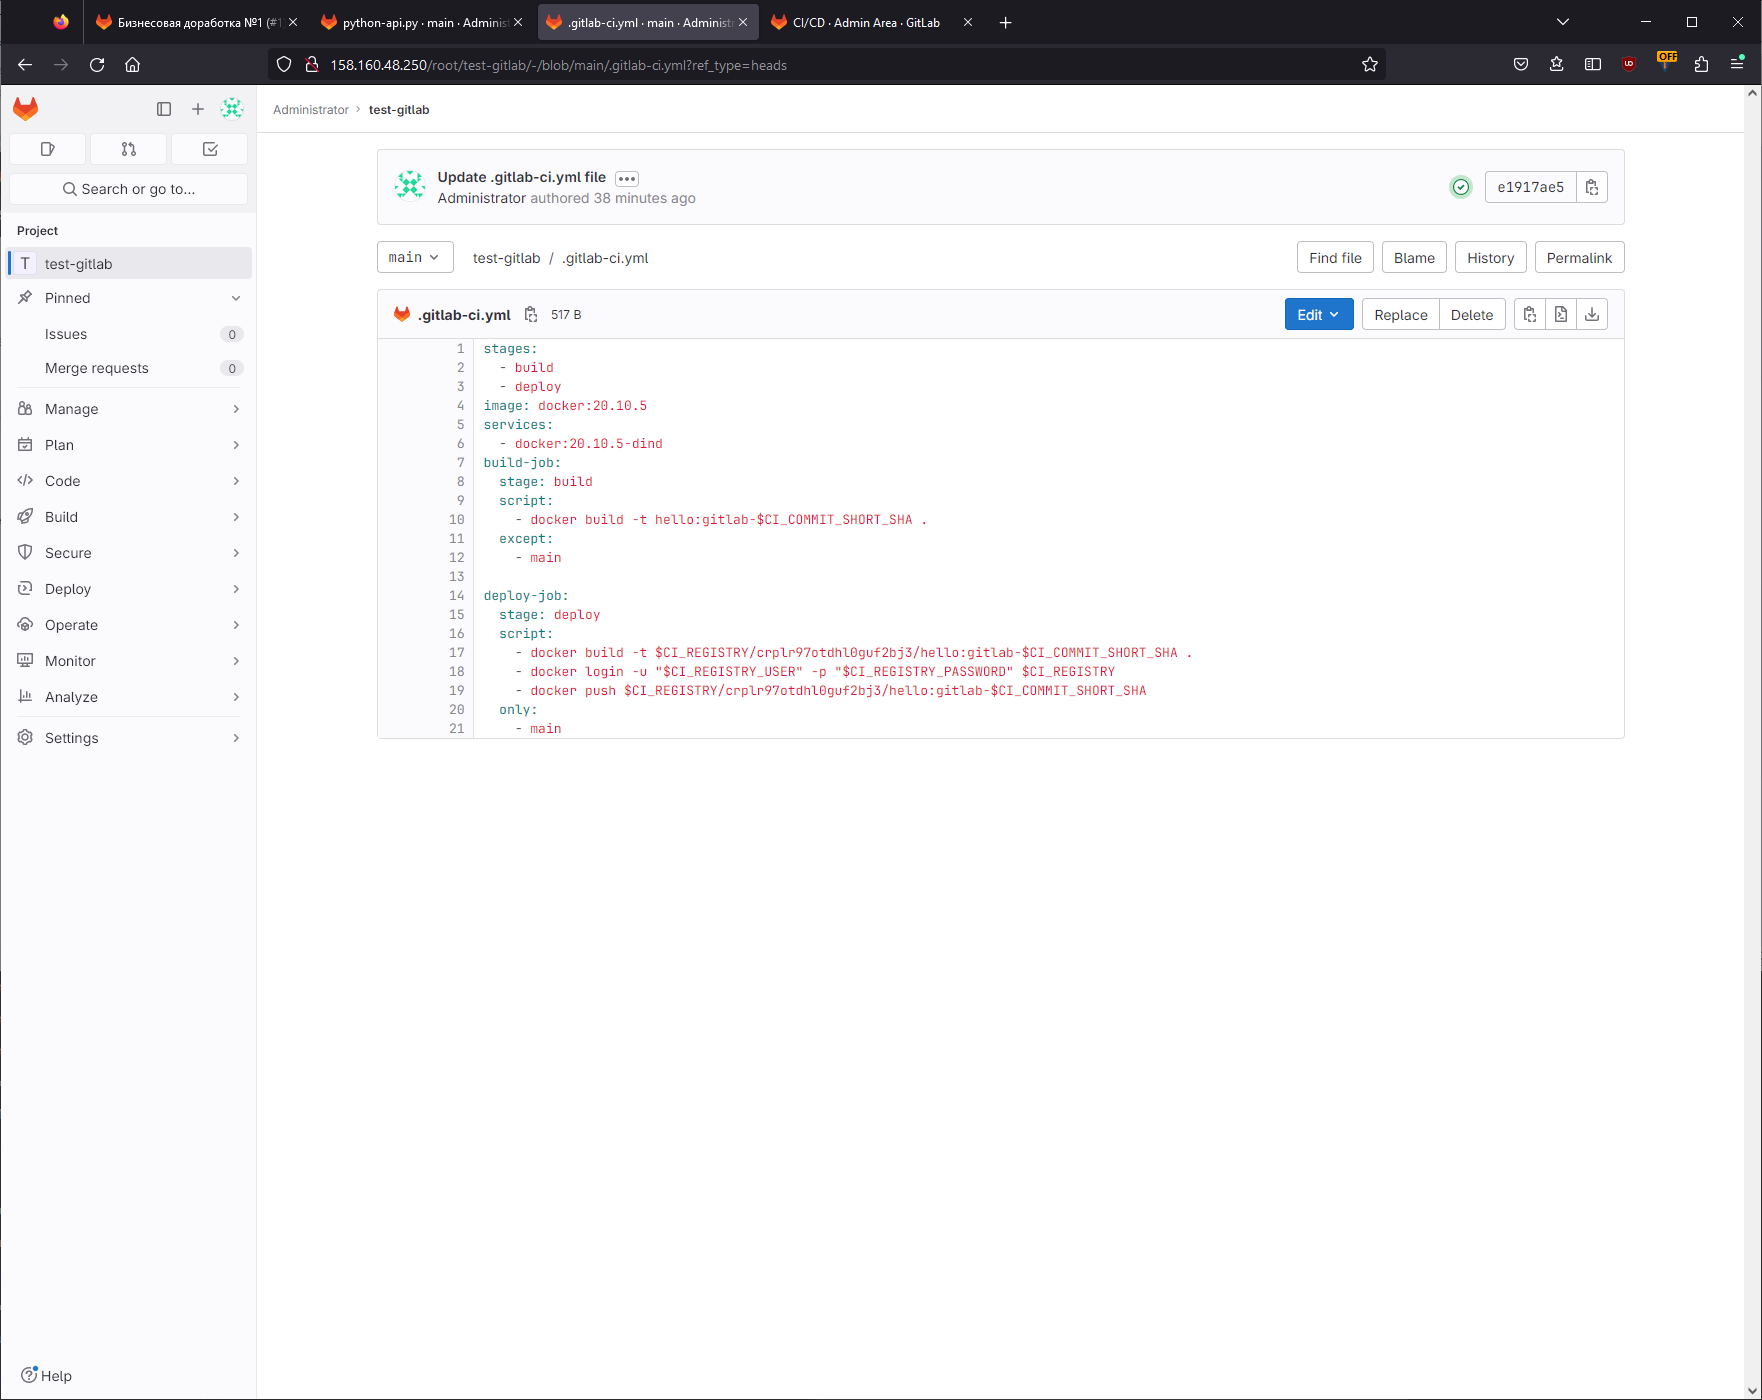 Бизнесовая доработка №1 (#1
python-api.py · main · Administ
.gitlab-ci.yml · main · Administr
CI/CD · Admin Area · GitLab
158.160.48.250/root/test-gitlab/-/blob/main/.gitlab-ci.yml?ref_type=heads
OFF
Administrator › test-gitlab
Search or go to...
Project
T test-gitlab
Pinned
Issues 0
Merge requests 0
Manage
Plan
Code
Build
Secure
Deploy
Operate
Monitor
Analyze
Settings
Help
Update .gitlab-ci.yml file
Administrator authored 38 minutes ago
e1917ae5
main
test-gitlab / .gitlab-ci.yml
Find file
Blame
History
Permalink
.gitlab-ci.yml 517 B
Edit
Replace
Delete
1 stages:
2   - build
3   - deploy
4 image: docker:20.10.5
5 services:
6   - docker:20.10.5-dind
7 build-job:
8   stage: build
9   script:
10     - docker build -t hello:gitlab-$CI_COMMIT_SHORT_SHA .
11   except:
12     - main
13
14 deploy-job:
15   stage: deploy
16   script:
17     - docker build -t $CI_REGISTRY/crplr97otdhl0guf2bj3/hello:gitlab-$CI_COMMIT_SHORT_SHA .
18     - docker login -u "$CI_REGISTRY_USER" -p "$CI_REGISTRY_PASSWORD" $CI_REGISTRY
19     - docker push $CI_REGISTRY/crplr97otdhl0guf2bj3/hello:gitlab-$CI_COMMIT_SHORT_SHA
20   only:
21     - main